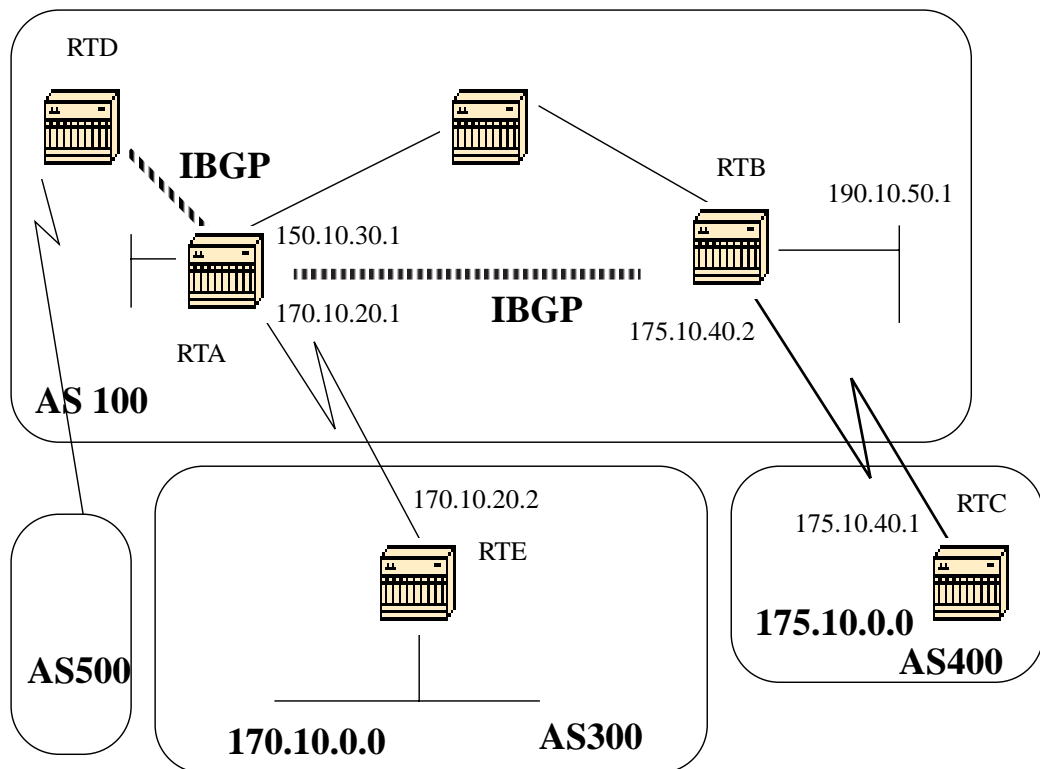 RTD
IBGP
RTB
190.10.50.1
150.10.30.1
IBGP
170.10.20.1
175.10.40.2
RTA
AS 100
170.10.20.2
RTC
175.10.40.1
RTE
175.10.0.0
AS400
AS500
170.10.0.0
AS300